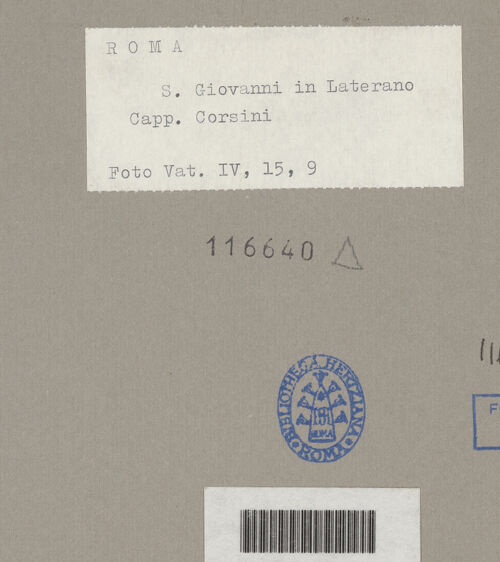 ROMA
S. Giovanni in Laterano
Capp. Corsini
Foto Vat. IV, 15, 9
116640
BIBLIOTHECA HERTZIANA
ROMA
F